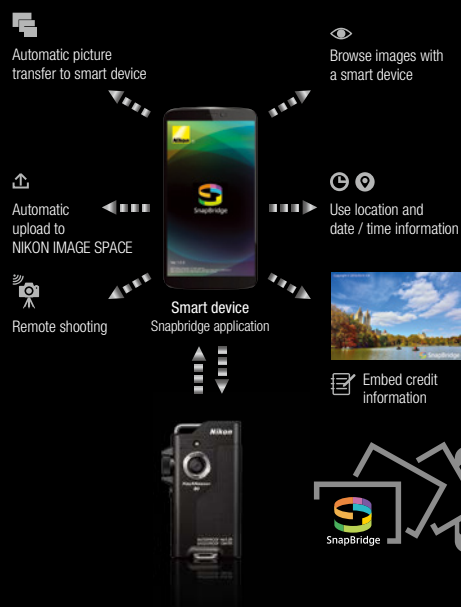 Automatic picture
transfer to smart device
Browse images with
a smart device
Nikon
SnapBridge
Automatic
upload to
NIKON IMAGE SPACE
Use location and
date / time information
Remote shooting
Smart device
Snapbridge application
SnapBridge
Embed credit
information
Nikon
SnapBridge